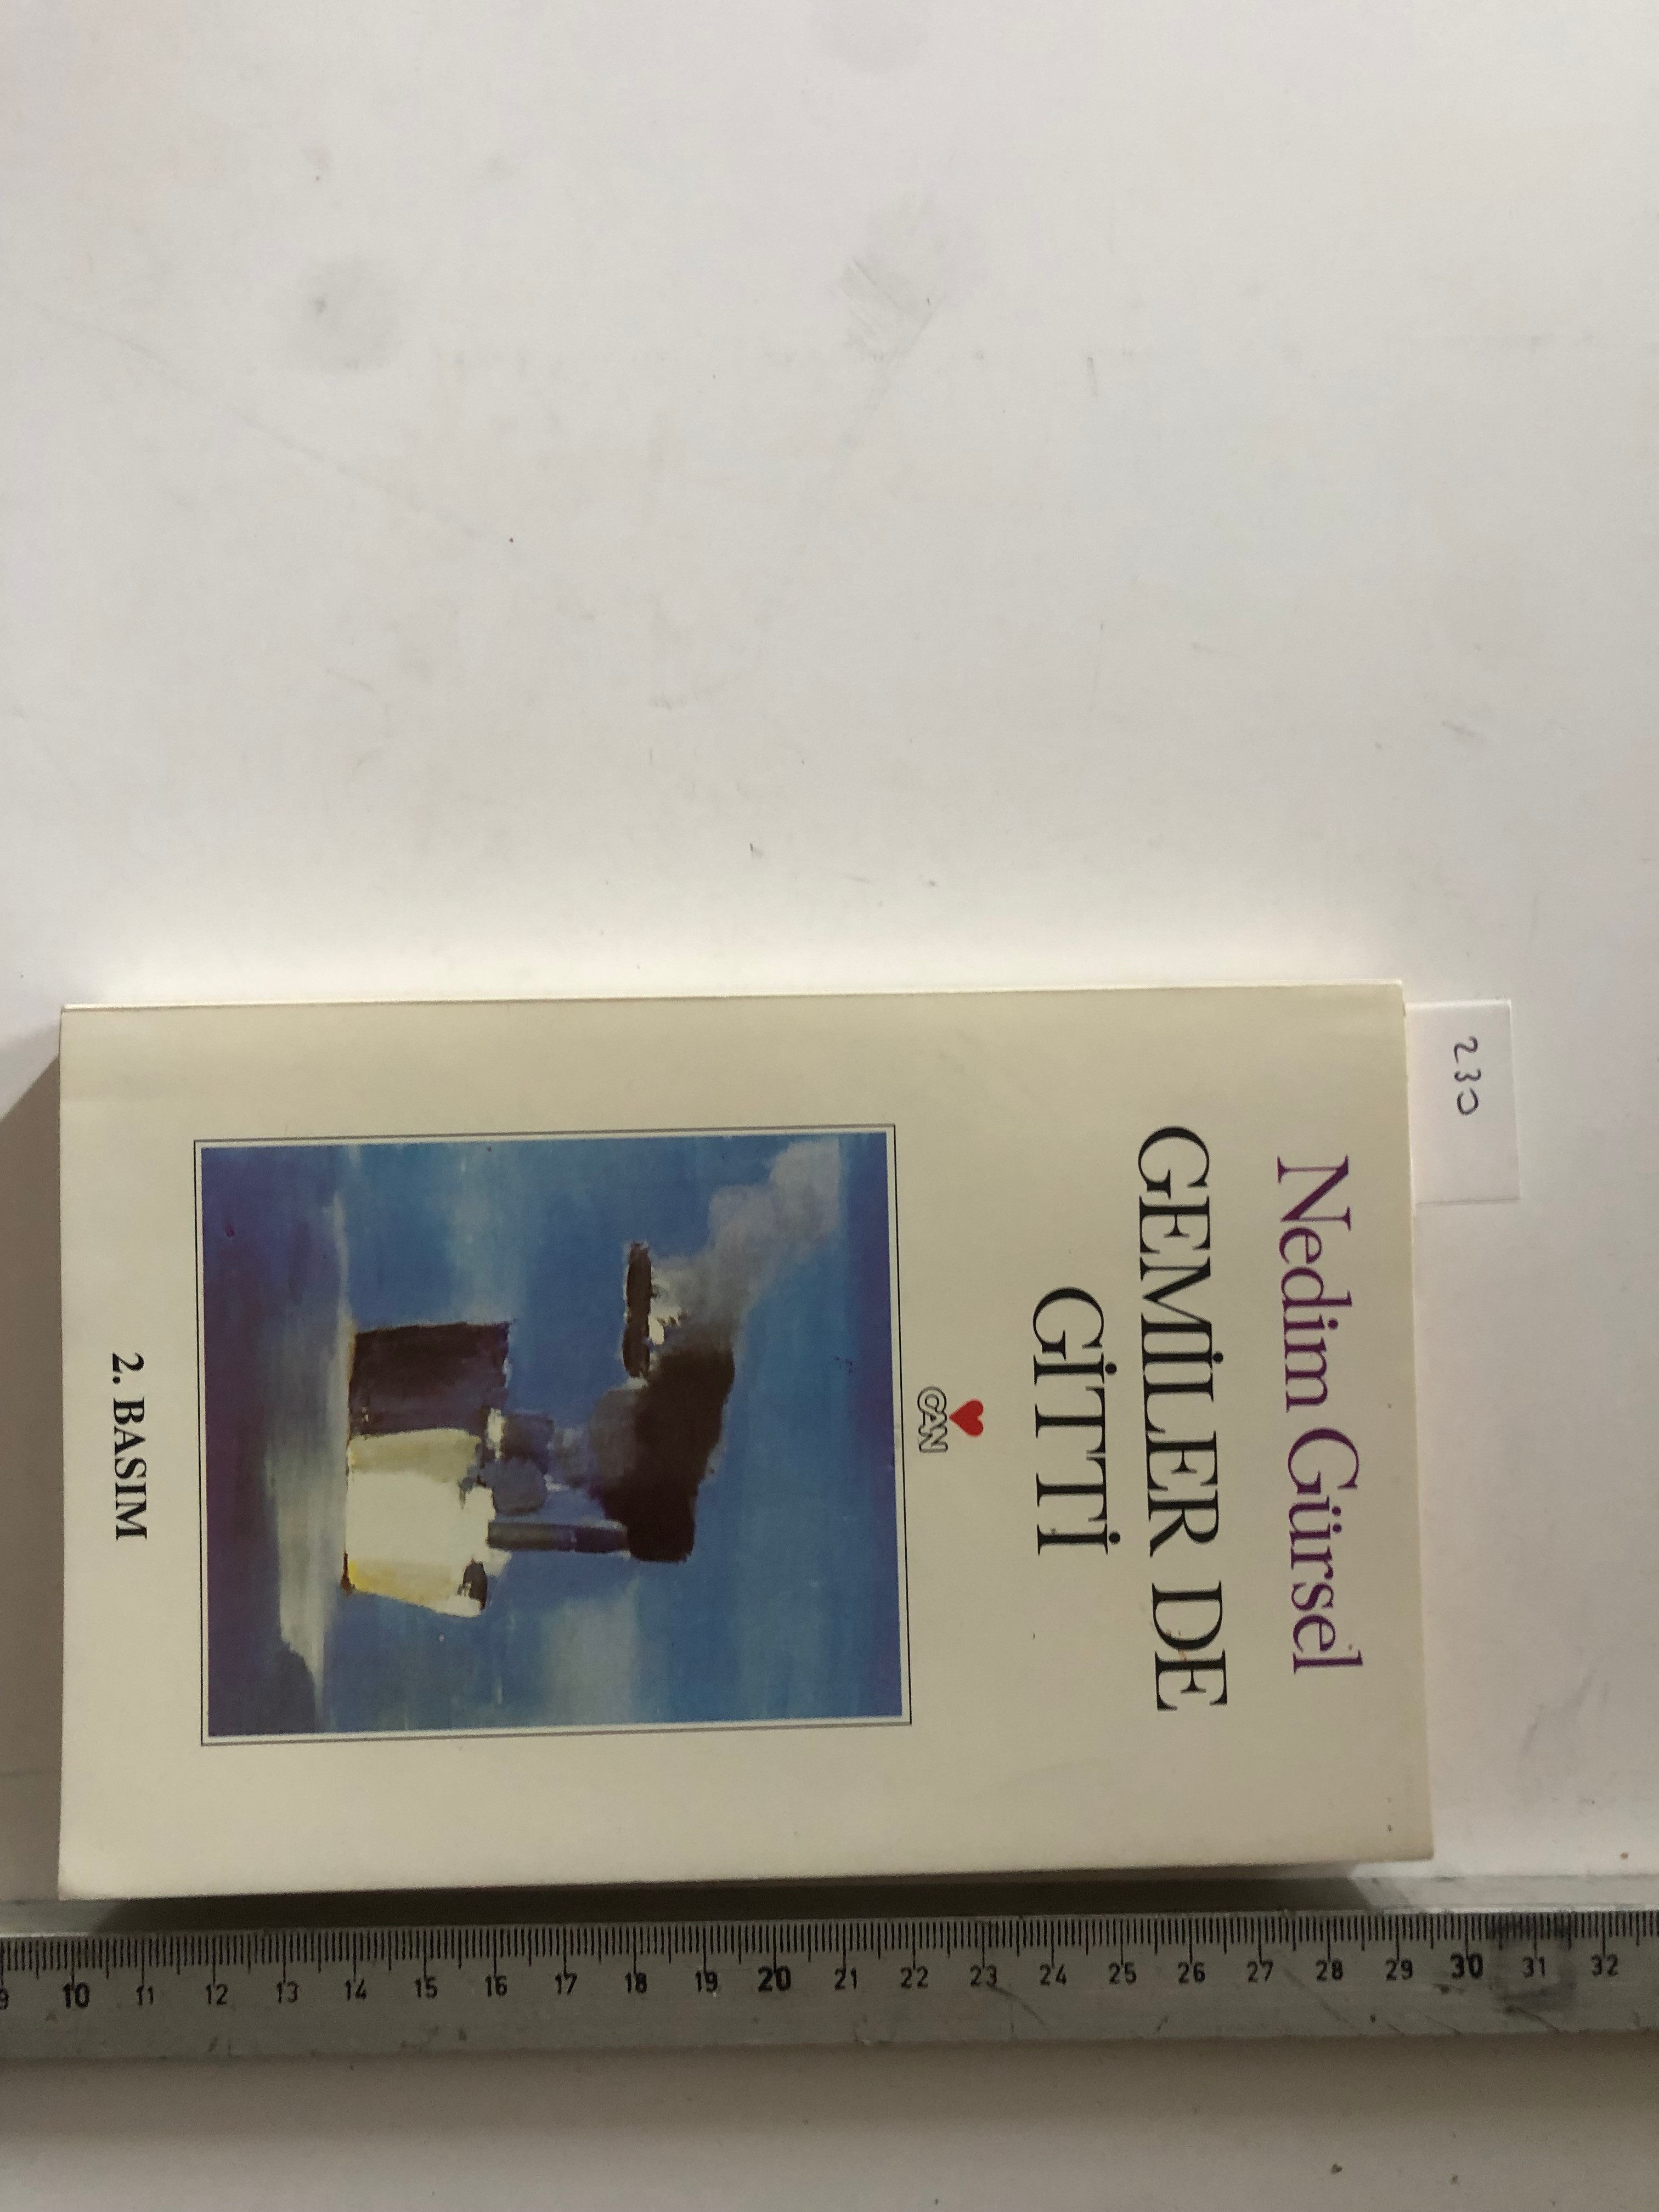 230
Nedim Gürsel
GEMİLER DE
GİTTİ
CAN
2. BASIM
9 10 11 12 13 14 15 16 17 18 19 20 21 22 23 24 25 26 27 28 29 30 31 32